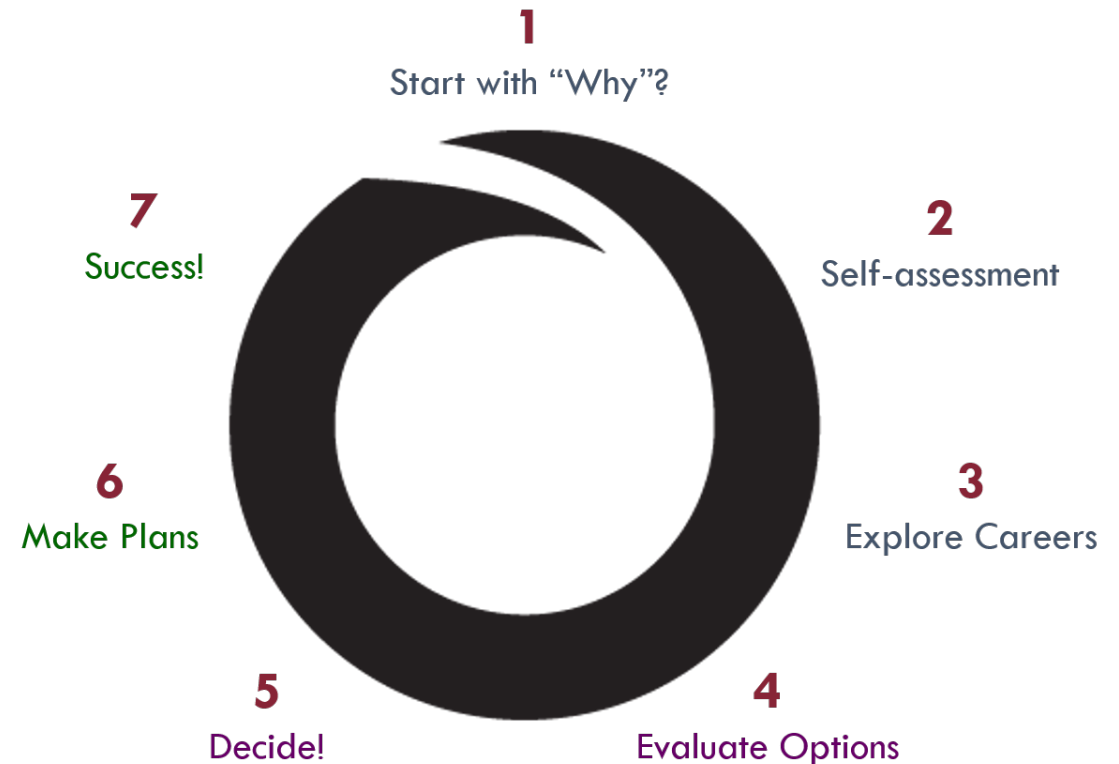 1
Start with “Why”?
2
Self-assessment
3
Explore Careers
4
Evaluate Options
5
Decide!
6
Make Plans
7
Success!